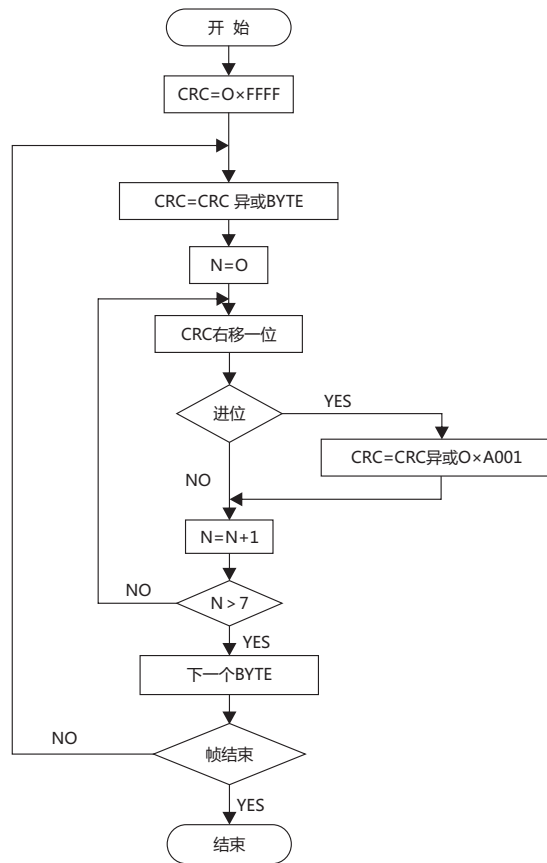 开 始
CRC=O×FFFF
CRC=CRC 异或BYTE
N=O
CRC右移一位
进位
YES
CRC=CRC异或O×A001
NO
N=N+1
NO
N>7
YES
下一个BYTE
NO
帧结束
YES
结束